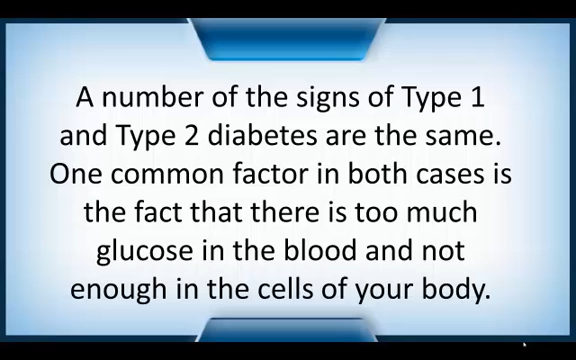 A number of the signs of Type 1
and Type 2 diabetes are the same.
One common factor in both cases is
the fact that there is too much
glucose in the blood and not
enough in the cells of your body.